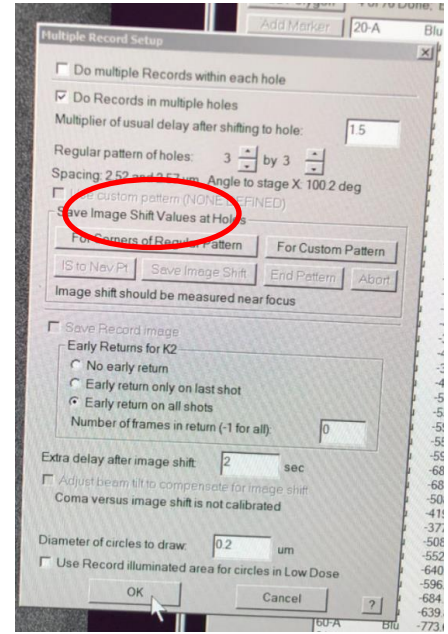 Add Marker
20-A
Blu
Multiple Record Setup
Do multiple Records within each hole
Do Records in multiple holes
Multiplier of usual delay after shifting to hole:
1.5
Regular pattern of holes: 3 by 3
Spacing: 2.52 and 2.57 um. Angle to stage X: 100.2 deg
custom pattern (NONE DEFINED)
Save Image Shift Values at Holes
For Corners of Regular Pattern
For Custom Pattern
IS to Nav Pt
Save Image Shift
End Pattern
Abort
Image shift should be measured near focus
Save Record image
Early Returns for K2
No early return
Early return only on last shot
Early return on all shots
Number of frames in return (-1 for all):
0
Extra delay after image shift:
2
sec
Adjust beam tilt to compensate for image shift
Coma versus image shift is not calibrated
Diameter of circles to draw:
0.2
um
Use Record illuminated area for circles in Low Dose
OK
Cancel
?
60-A
Blu
-773